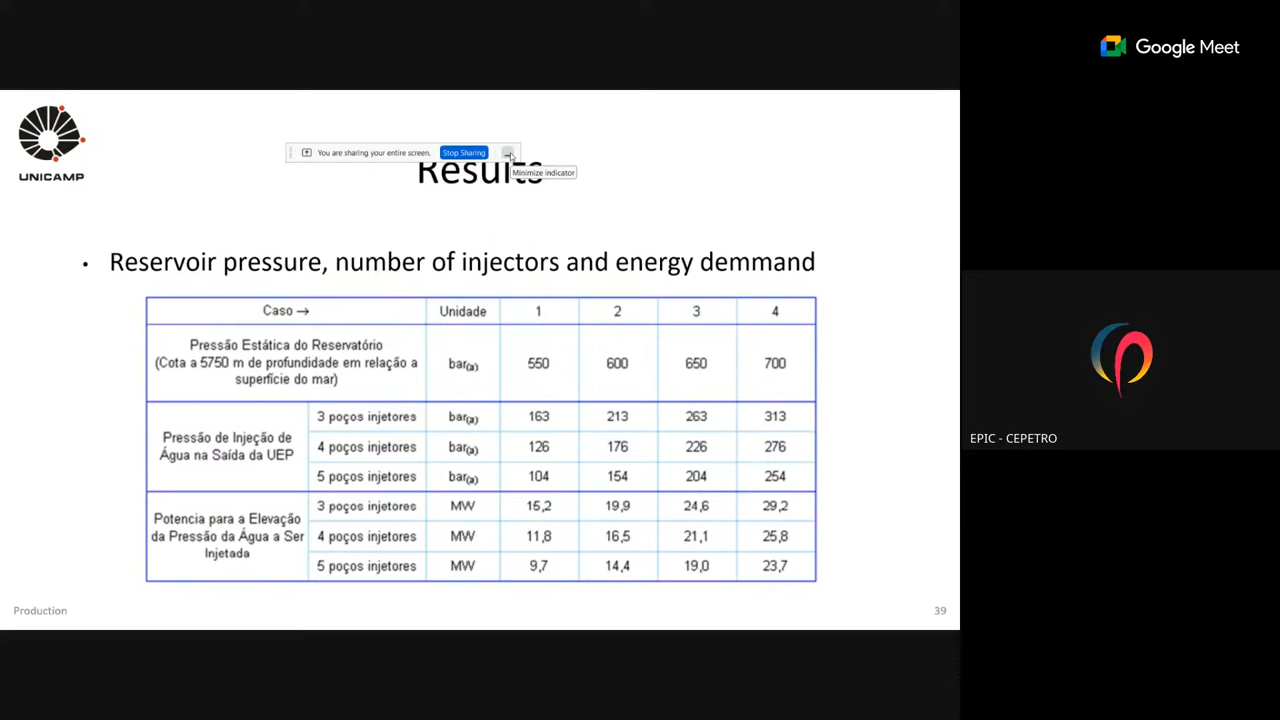 Google Meet
UNICAMP
You are sharing your entire screen.
Stop Sharing
Minimize indicator
Results
• Reservoir pressure, number of injectors and energy demmand
Caso → Unidade 1 2 3 4
Pressão Estática do Reservatório
(Cota a 5750 m de profundidade em relação a
superfície do mar)
bar(a) 550 600 650 700
Pressão de Injeção de
Água na Saída da UEP
3 poços injetores bar(a) 163 213 263 313
4 poços injetores bar(a) 126 176 226 276
5 poços injetores bar(a) 104 154 204 254
Potencia para a Elevação
da Pressão da Água a Ser
Injetada
3 poços injetores MW 15,2 19,9 24,6 29,2
4 poços injetores MW 11,8 16,5 21,1 25,8
5 poços injetores MW 9,7 14,4 19,0 23,7
Production
39
EPIC - CEPETRO